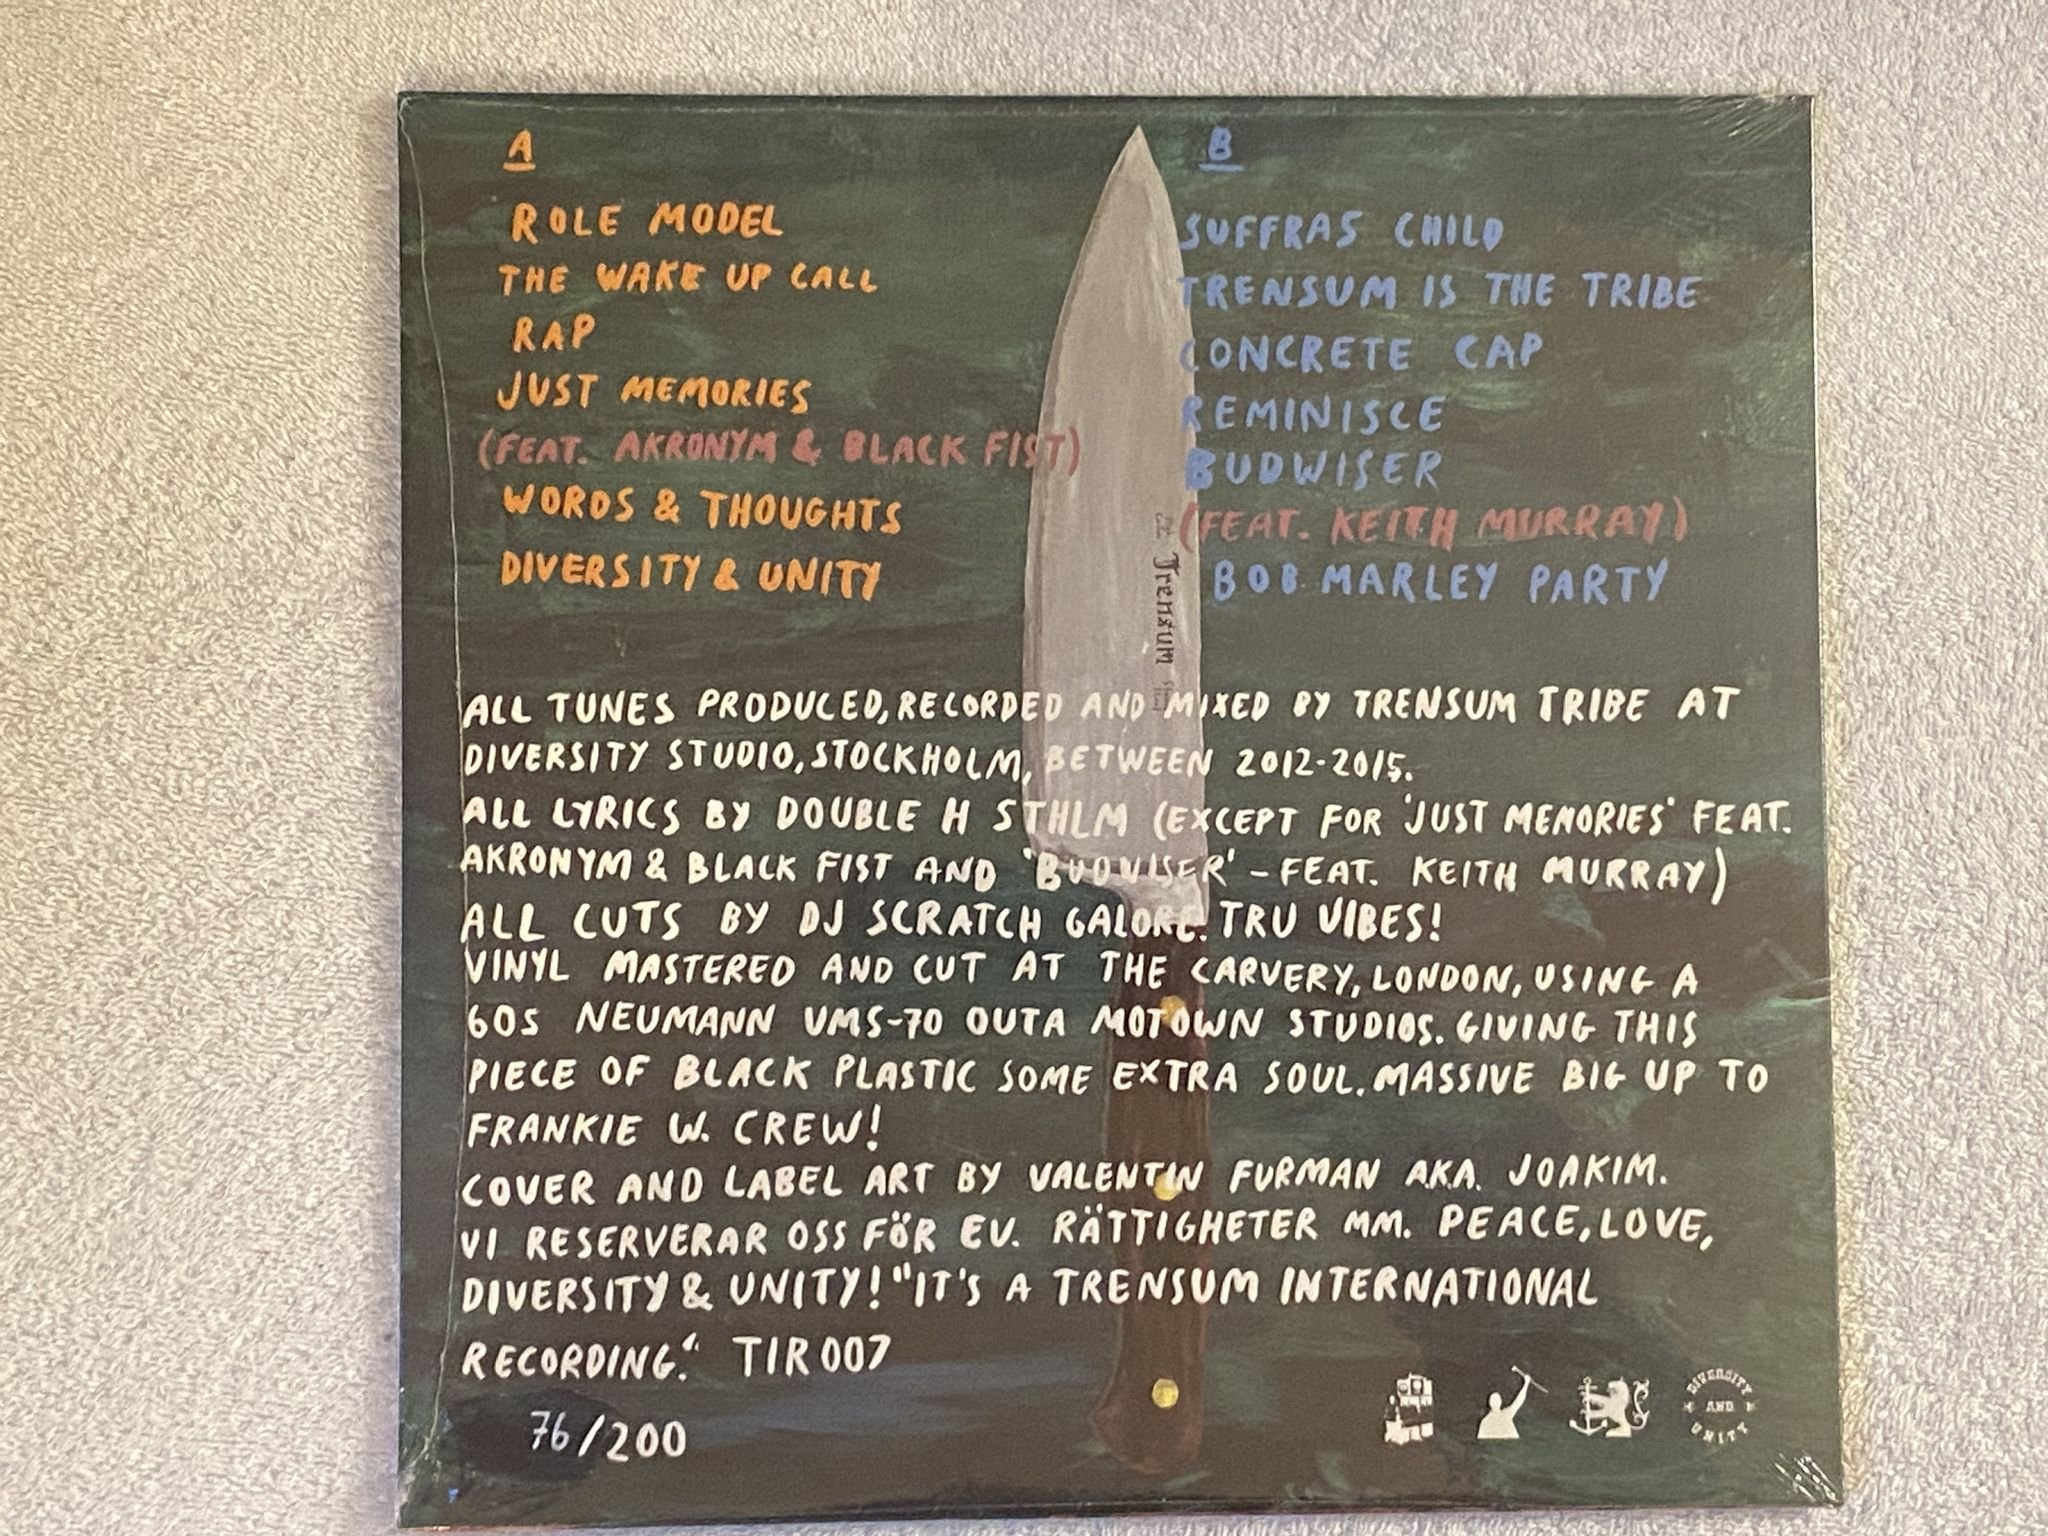 A
ROLE MODEL
THE WAKE UP CALL
RAP
JUST MEMORIES
(FEAT. AKRONYM & BLACK FIST)
WORDS & THOUGHTS
DIVERSITY & UNITY
B
SUFFRAS CHILD
TRENSUM IS THE TRIBE
CONCRETE CAP
REMINISCE
BUDWISER
(FEAT. KEITH MURRAY)
BOB MARLEY PARTY
Trensum
ALL TUNES PRODUCED, RECORDED AND MIXED BY TRENSUM TRIBE AT
DIVERSITY STUDIO, STOCKHOLM, BETWEEN 2012-2015.
ALL LYRICS BY DOUBLE H STHLM (EXCEPT FOR 'JUST MEMORIES' FEAT.
AKRONYM & BLACK FIST AND 'BUDWISER' - FEAT. KEITH MURRAY)
ALL CUTS BY DJ SCRATCH GALORE. TRU VIBES!
VINYL MASTERED AND CUT AT THE CARVERY, LONDON, USING A
60S NEUMANN VMS-70 OUTA MOTOWN STUDIOS. GIVING THIS
PIECE OF BLACK PLASTIC SOME EXTRA SOUL. MASSIVE BIG UP TO
FRANKIE W. CREW!
COVER AND LABEL ART BY VALENTIN FURMAN AKA. JOAKIM.
VI RESERVERAR OSS FÖR EV. RÄTTIGHETER MM. PEACE, LOVE,
DIVERSITY & UNITY! "IT'S A TRENSUM INTERNATIONAL
RECORDING." TIR007
76/200
DIVERSITY
AND
UNITY